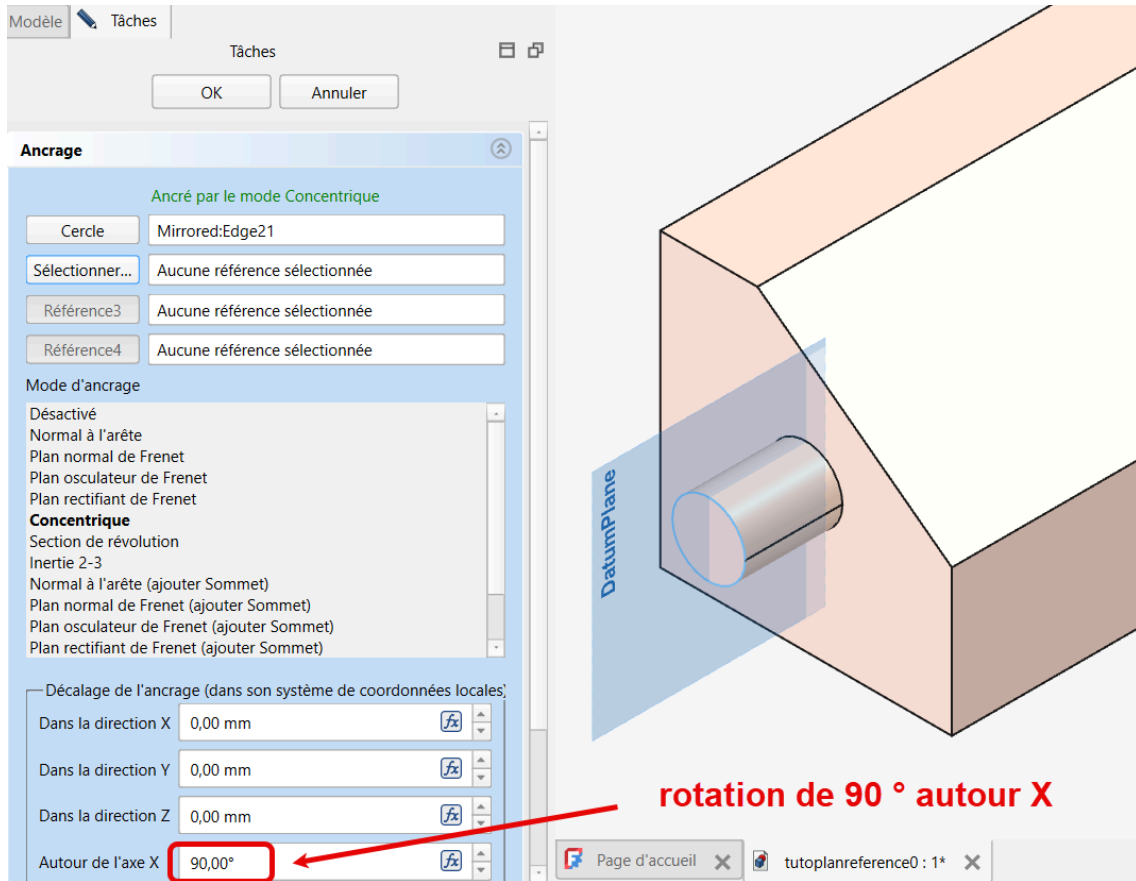 Modèle
Tâches
Tâches
OK
Annuler
Ancrage
Ancré par le mode Concentrique
Cercle
Mirrored:Edge21
Sélectionner...
Aucune référence sélectionnée
Référence3
Aucune référence sélectionnée
Référence4
Aucune référence sélectionnée
Mode d'ancrage
Désactivé
Normal à l'arête
Plan normal de Frenet
Plan osculateur de Frenet
Plan rectifiant de Frenet
Concentrique
Section de révolution
Inertie 2-3
Normal à l'arête (ajouter Sommet)
Plan normal de Frenet (ajouter Sommet)
Plan osculateur de Frenet (ajouter Sommet)
Plan rectifiant de Frenet (ajouter Sommet)
Décalage de l'ancrage (dans son système de coordonnées locales)
Dans la direction X
0,00 mm
fx
Dans la direction Y
0,00 mm
fx
Dans la direction Z
0,00 mm
fx
Autour de l'axe X
90,00°
fx
DatumPlane
rotation de 90 ° autour X
Page d'accueil
tutoplanreference0 : 1*